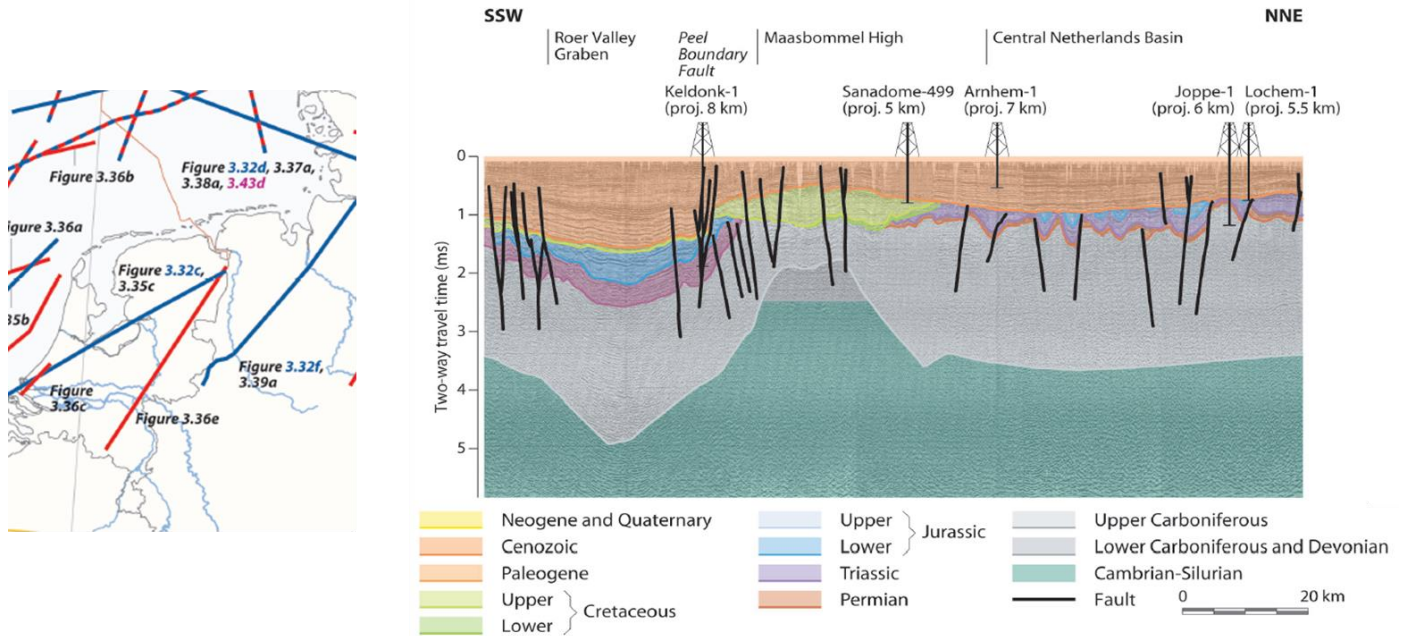 Figure 3.36b
Figure 3.32d, 3.37a,
3.38a, 3.43d
igure 3.36a
Figure 3.32c,
3.35c
35b
Figure 3.32f,
3.39a
Figure
3.36c
Figure 3.36e
SSW
NNE
Roer Valley
Graben
Peel
Boundary
Fault
Maasbommel High
Central Netherlands Basin
Keldonk-1
(proj. 8 km)
Sanadome-499
(proj. 5 km)
Arnhem-1
(proj. 7 km)
Joppe-1
(proj. 6 km)
Lochem-1
(proj. 5.5 km)
Two-way travel time (ms)
0
1
2
3
4
5
Neogene and Quaternary
Cenozoic
Paleogene
Upper
Lower
Cretaceous
Upper
Lower
Jurassic
Triassic
Permian
Upper Carboniferous
Lower Carboniferous and Devonian
Cambrian-Silurian
Fault
0 20 km